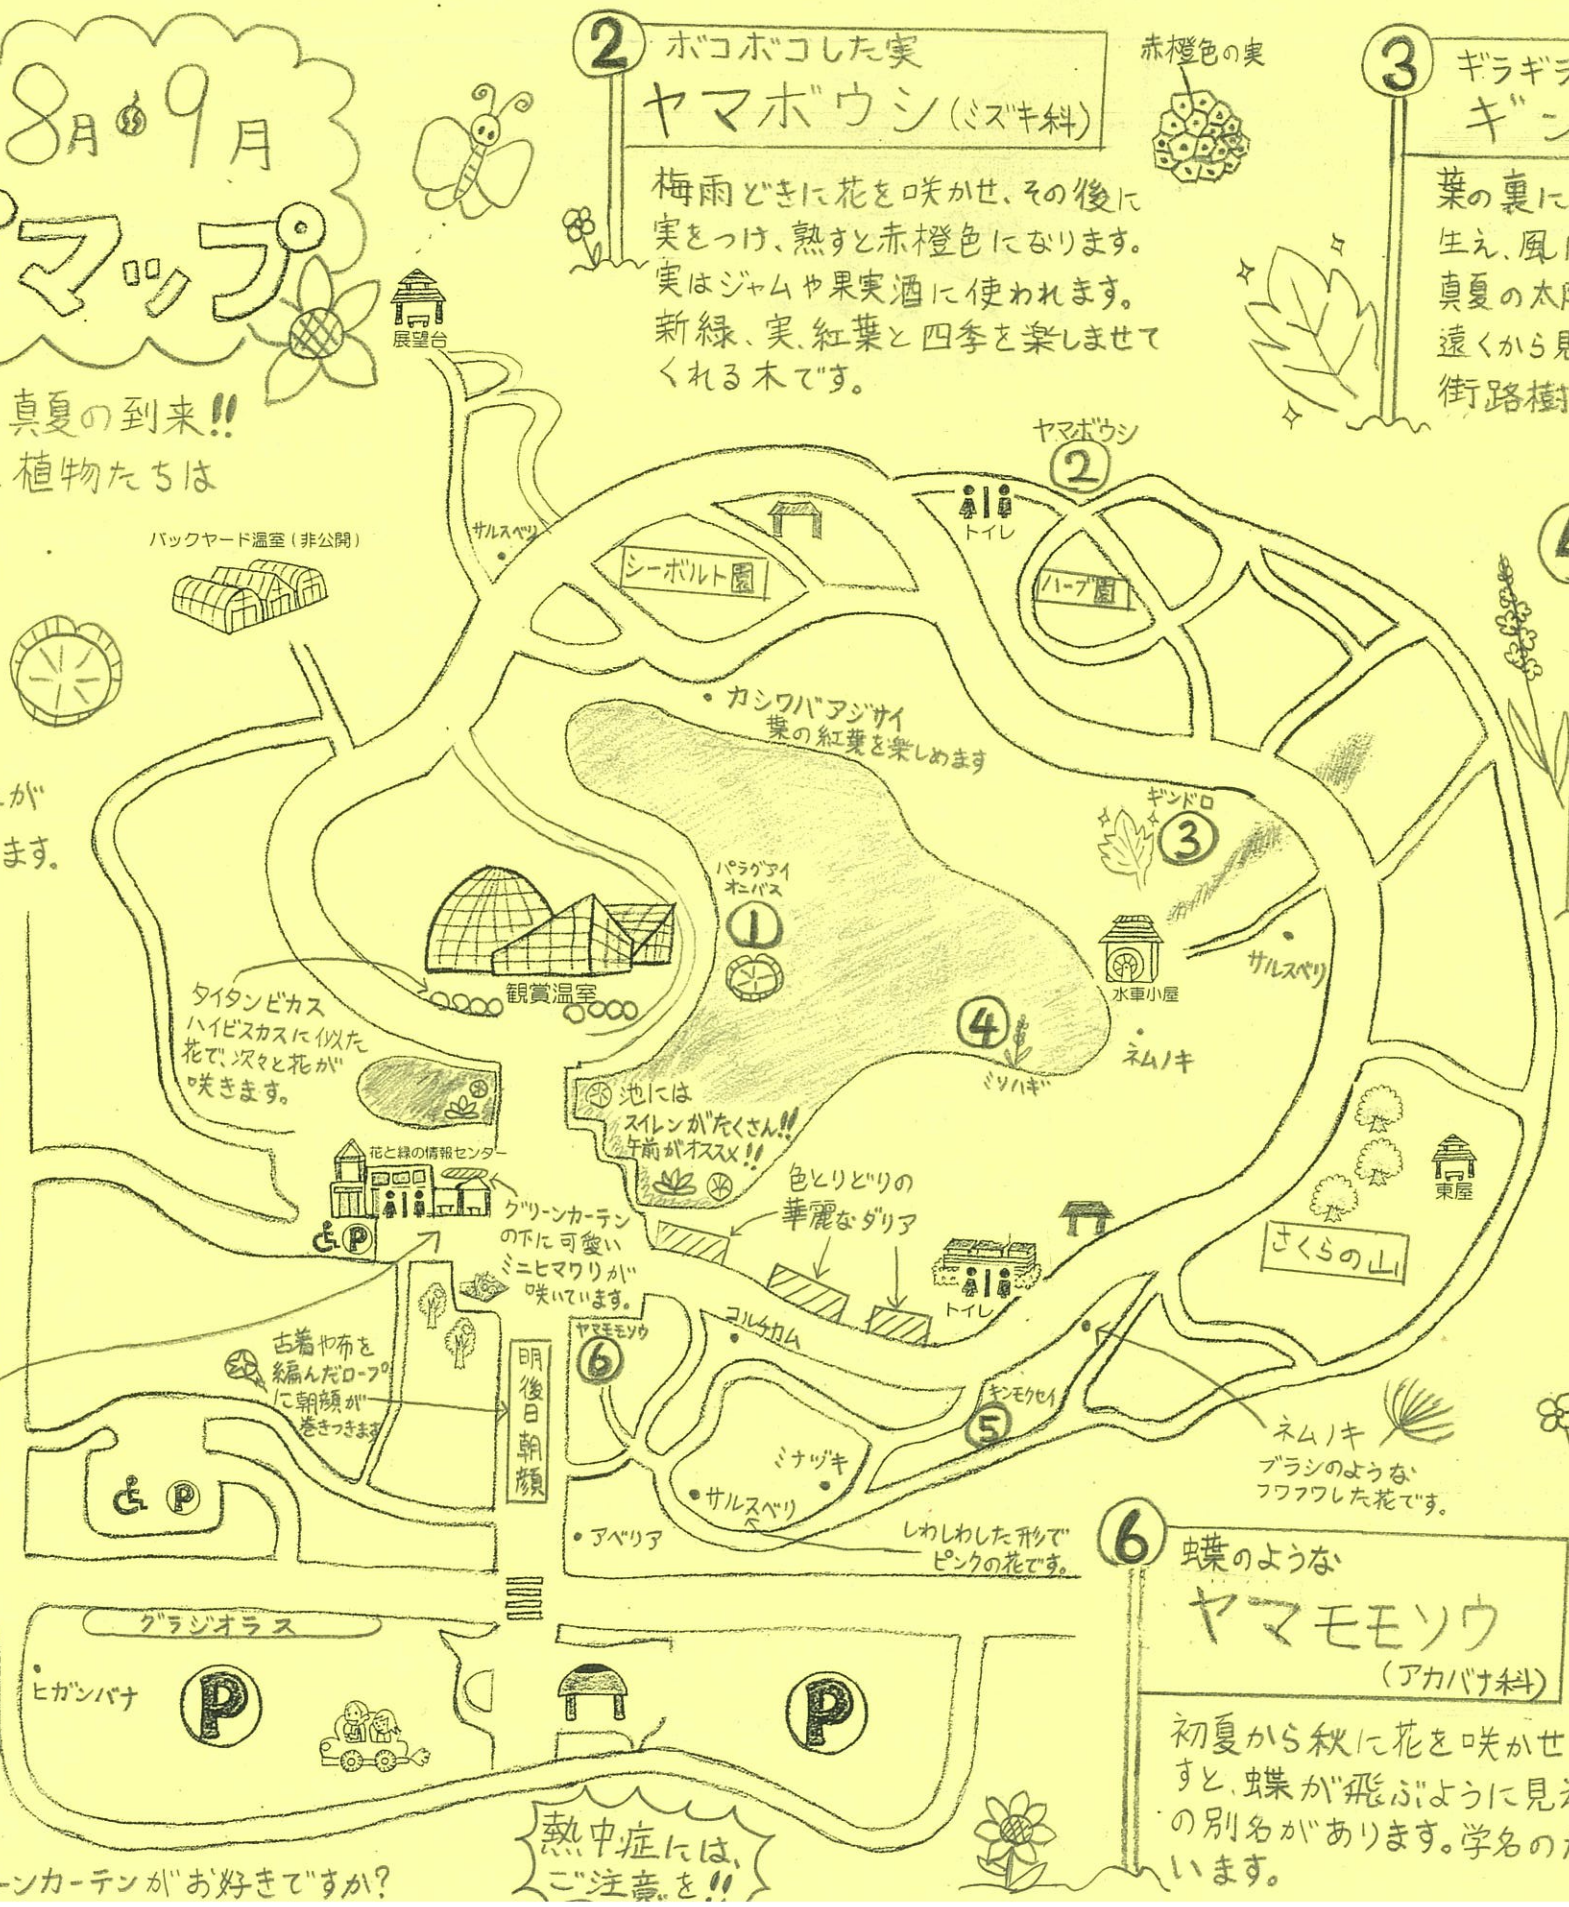 8月 9月
マップ
真夏の到来!!
植物たちは
が
ます。
② ボコボコした実
ヤマボウシ(ミズキ科)
赤橙色の実
梅雨どきに花を咲かせ、その後に
実をつけ、熟すと赤橙色になります。
実はジャムや果実酒に使われます。
新緑、実、紅葉と四季を楽しませて
くれる木です。
③ ギラギラ
ギン
葉の裏に
生え、風
真夏の太陽
遠くから見
街路樹
展望台
バックヤード温室(非公開)
サルスベリ
シーボルト園
トイレ
ヤマボウシ
②
ハーブ園
カシワバアジサイ
葉の紅葉を楽しめます
ギンドロ
③
パラグアイ
オニバス
①
観賞温室
水車小屋
サルスベリ
④
ミソハギ
ネムノキ
タイタンビカス
ハイビスカスに似た
花で、次々と花が
咲きます。
池には
スイレンがたくさん!!
午前がオススメ!!
花と緑の情報センター
P
グリーンカーテン
の下に可愛い
ミニヒマワリが
咲いています。
色とりどりの
華麗なダリア
トイレ
東屋
さくらの山
古着や布を
編んだロープ
に朝顔が
巻きつきます
明後日朝顔
ヤマモモソウ
⑥
コルチカム
キンモクセイ
⑤
ミナヅキ
サルスベリ
アベリア
しわしわした形で
ピンクの花です。
ネムノキ
ブラシのような
フワフワした花です。
P
グラジオラス
ヒガンバナ
P
P
熱中症には、
ご注意を!!
ーンカーテンがお好きですか?
⑥ 蝶のような
ヤマモモソウ
(アカバナ科)
初夏から秋に花を咲かせ
すと、蝶が飛ぶように見え
の別名があります。学名の
います。